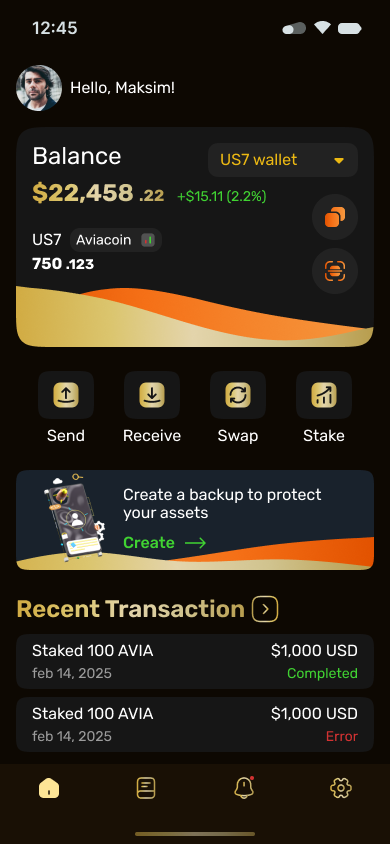 12:45
Hello, Maksim!
Balance
US7 wallet
$22,458 .22 +$15.11 (2.2%)
US7 Aviacoin
750 .123
Send Receive Swap Stake
Create a backup to protect
your assets
Create
Recent Transaction
Staked 100 AVIA $1,000 USD
feb 14, 2025 Completed
Staked 100 AVIA $1,000 USD
feb 14, 2025 Error